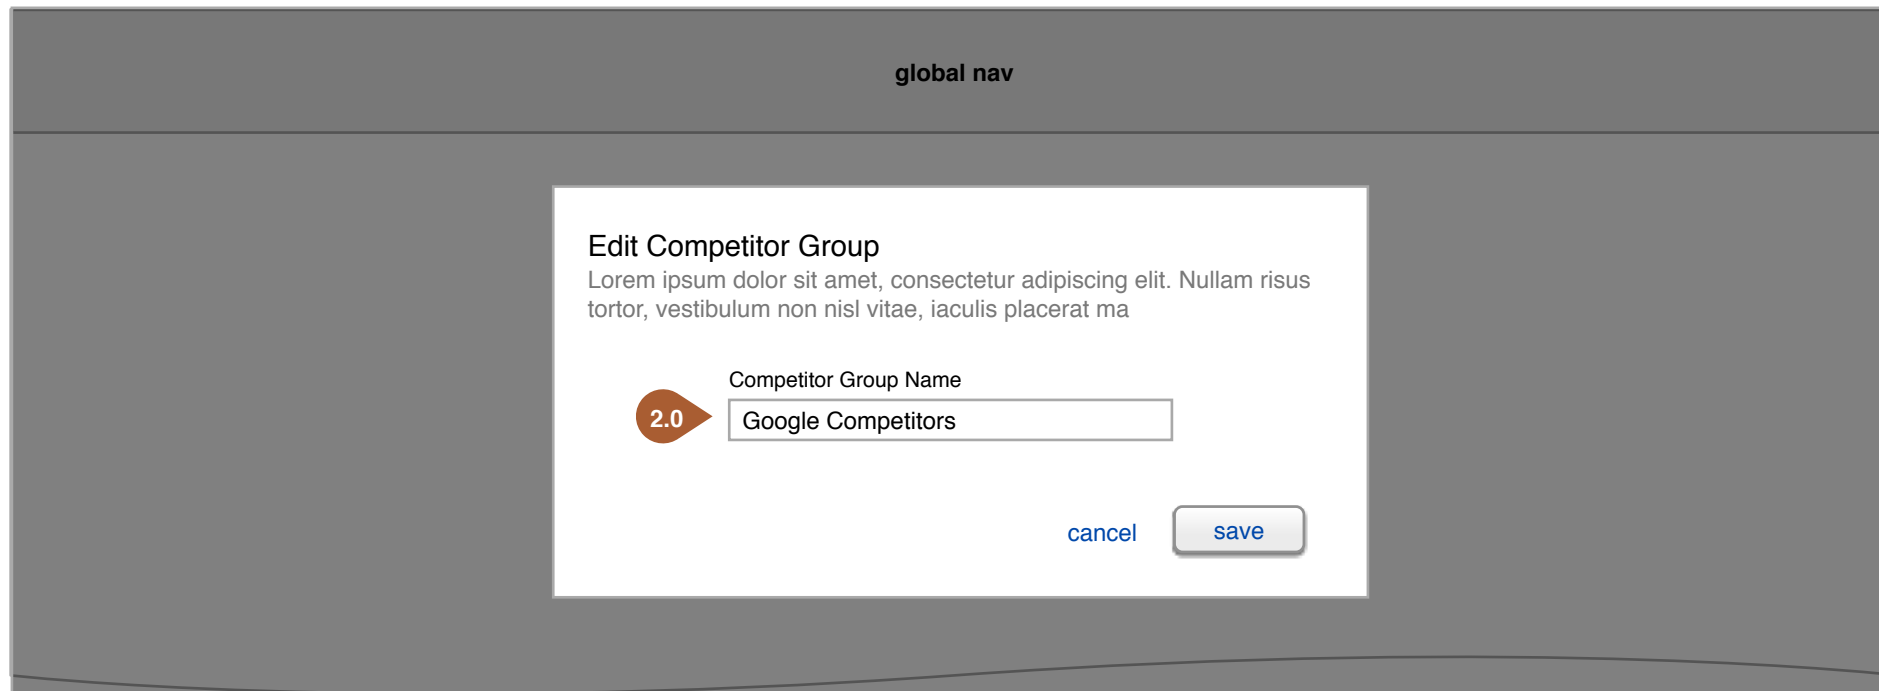 global nav
Edit Competitor Group
Lorem ipsum dolor sit amet, consectetur adipiscing elit. Nullam risus
tortor, vestibulum non nisl vitae, iaculis placerat ma
Competitor Group Name
2.0
Google Competitors
cancel
save